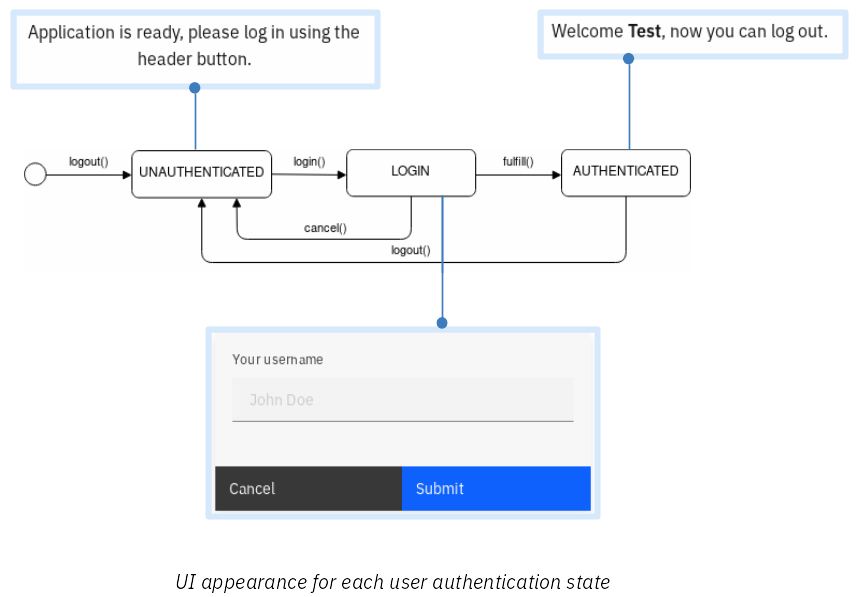 Application is ready, please log in using the
header button.
Welcome Test, now you can log out.
logout()
UNAUTHENTICATED
login()
LOGIN
fulfill()
AUTHENTICATED
cancel()
logout()
Your username
John Doe
Cancel
Submit
UI appearance for each user authentication state